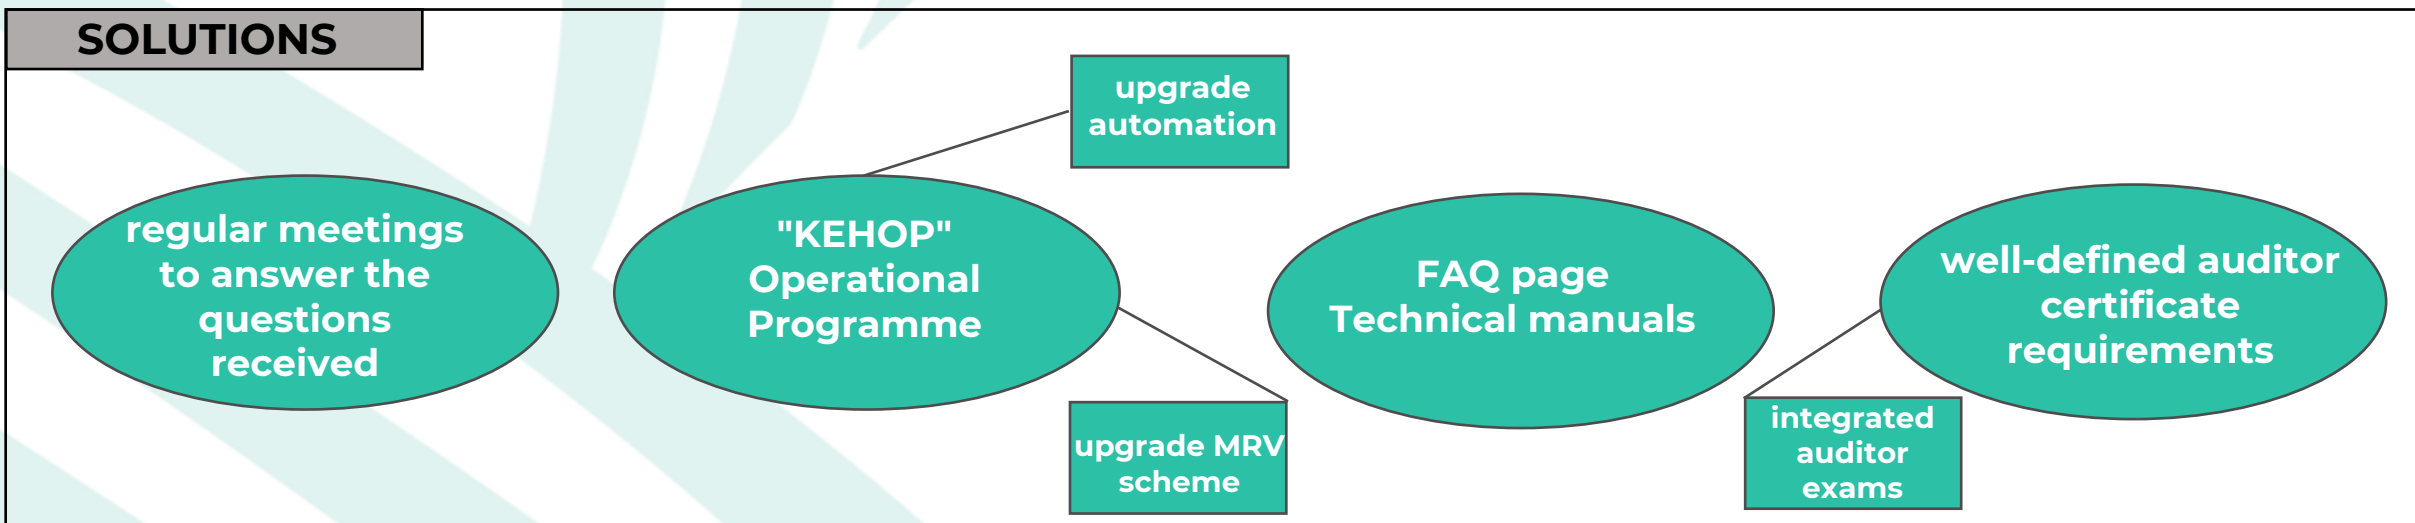 SOLUTIONS
regular meetings
to answer the
questions
received
"KEHOP"
Operational
Programme
upgrade
automation
upgrade MRV
scheme
FAQ page
Technical manuals
well-defined auditor
certificate
requirements
integrated
auditor
exams